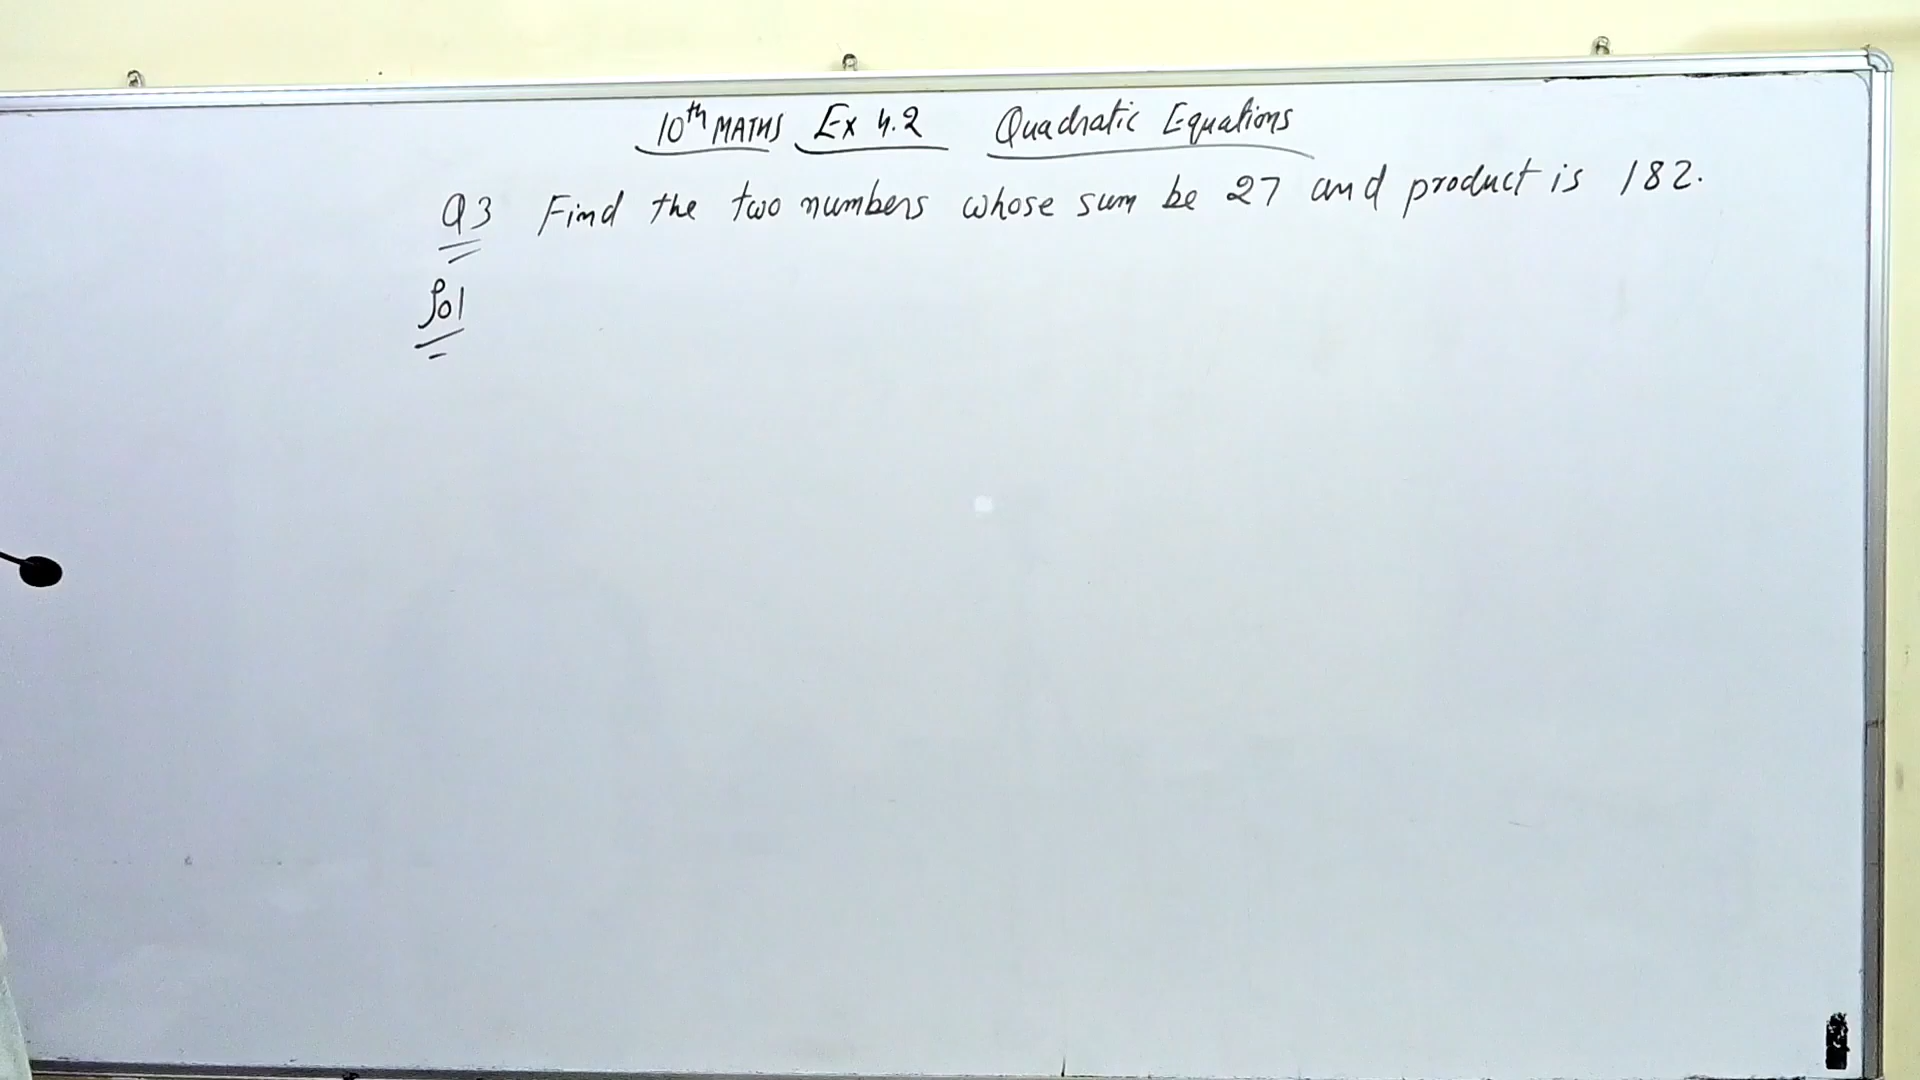 10th MATHS Ex 4.2 Quadratic Equations
Q3 Find the two numbers whose sum be 27 and product is 182.
Sol